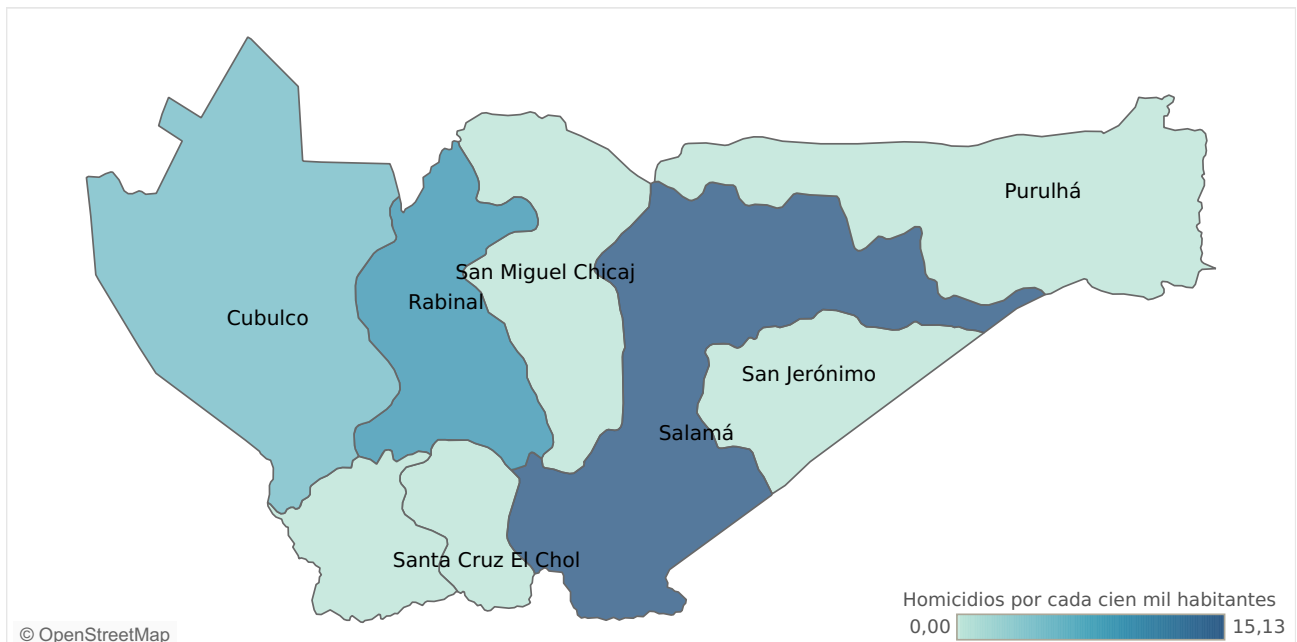 Purulhá
San Miguel Chicaj
Rabinal
Cubulco
San Jerónimo
Salamá
Santa Cruz El Chol
Homicidios por cada cien mil habitantes
0,00 15,13
© OpenStreetMap